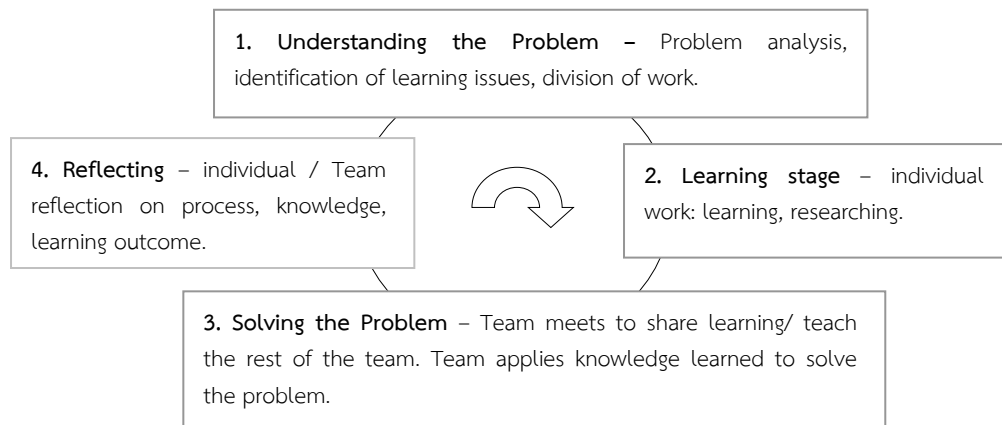 1. Understanding the Problem – Problem analysis,
identification of learning issues, division of work.
2. Learning stage – individual
work: learning, researching.
3. Solving the Problem – Team meets to share learning/ teach
the rest of the team. Team applies knowledge learned to solve
the problem.
4. Reflecting – individual / Team
reflection on process, knowledge,
learning outcome.